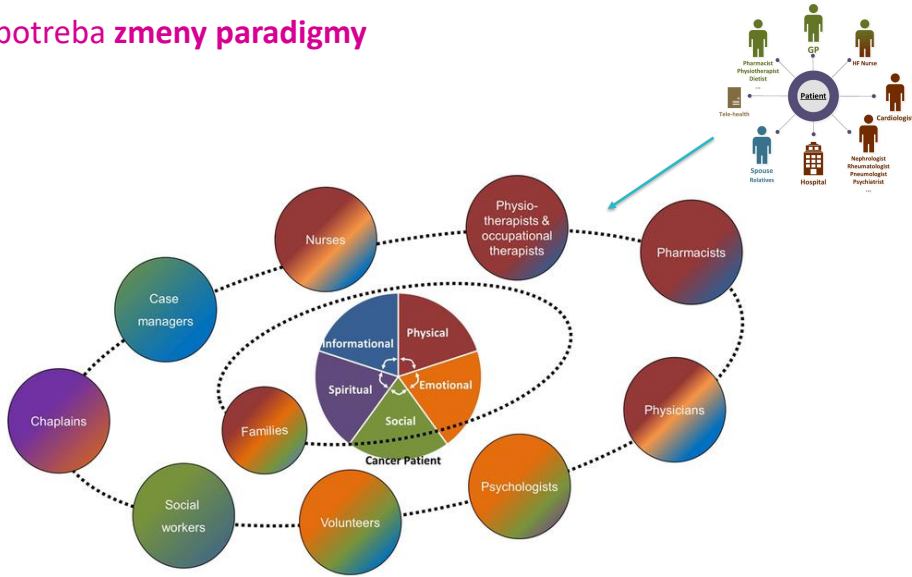 potreba zmeny paradigmy
GP
Pharmacist
Physiotherapist
Dietist
...
HF Nurse
Tele-health
Patient
Cardiologist
Spouse
Relatives
Hospital
Nephrologist
Rheumatologist
Pneumologist
Psychiatrist
...
Physio-
therapists &
occupational
therapists
Nurses
Pharmacists
Case
managers
Informational
Physical
Spiritual
Emotional
Social
Cancer Patient
Families
Physicians
Chaplains
Psychologists
Social
workers
Volunteers